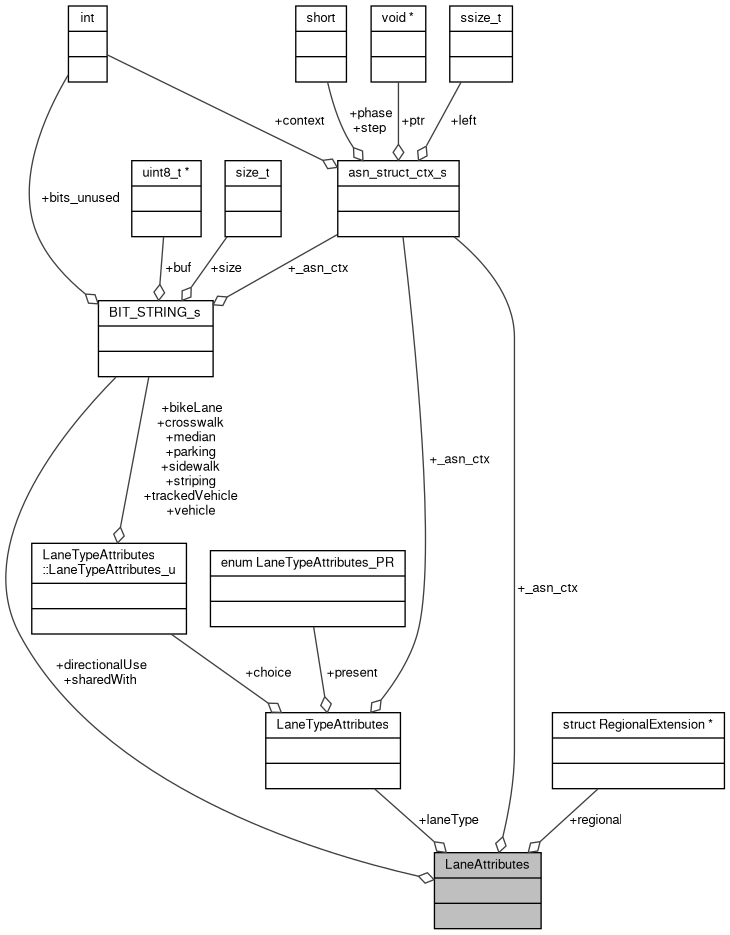 int
short
void *
ssize_t
+phase
+step
+ptr
+left
+context
asn_struct_ctx_s
uint8_t *
size_t
+bits_unused
+buf
+size
+_asn_ctx
BIT_STRING_s
+bikeLane
+crosswalk
+median
+parking
+sidewalk
+striping
+trackedVehicle
+vehicle
+_asn_ctx
LaneTypeAttributes
::LaneTypeAttributes_u
enum LaneTypeAttributes_PR
+_asn_ctx
+directionalUse
+sharedWith
+choice
+present
LaneTypeAttributes
struct RegionalExtension *
+laneType
+regional
LaneAttributes